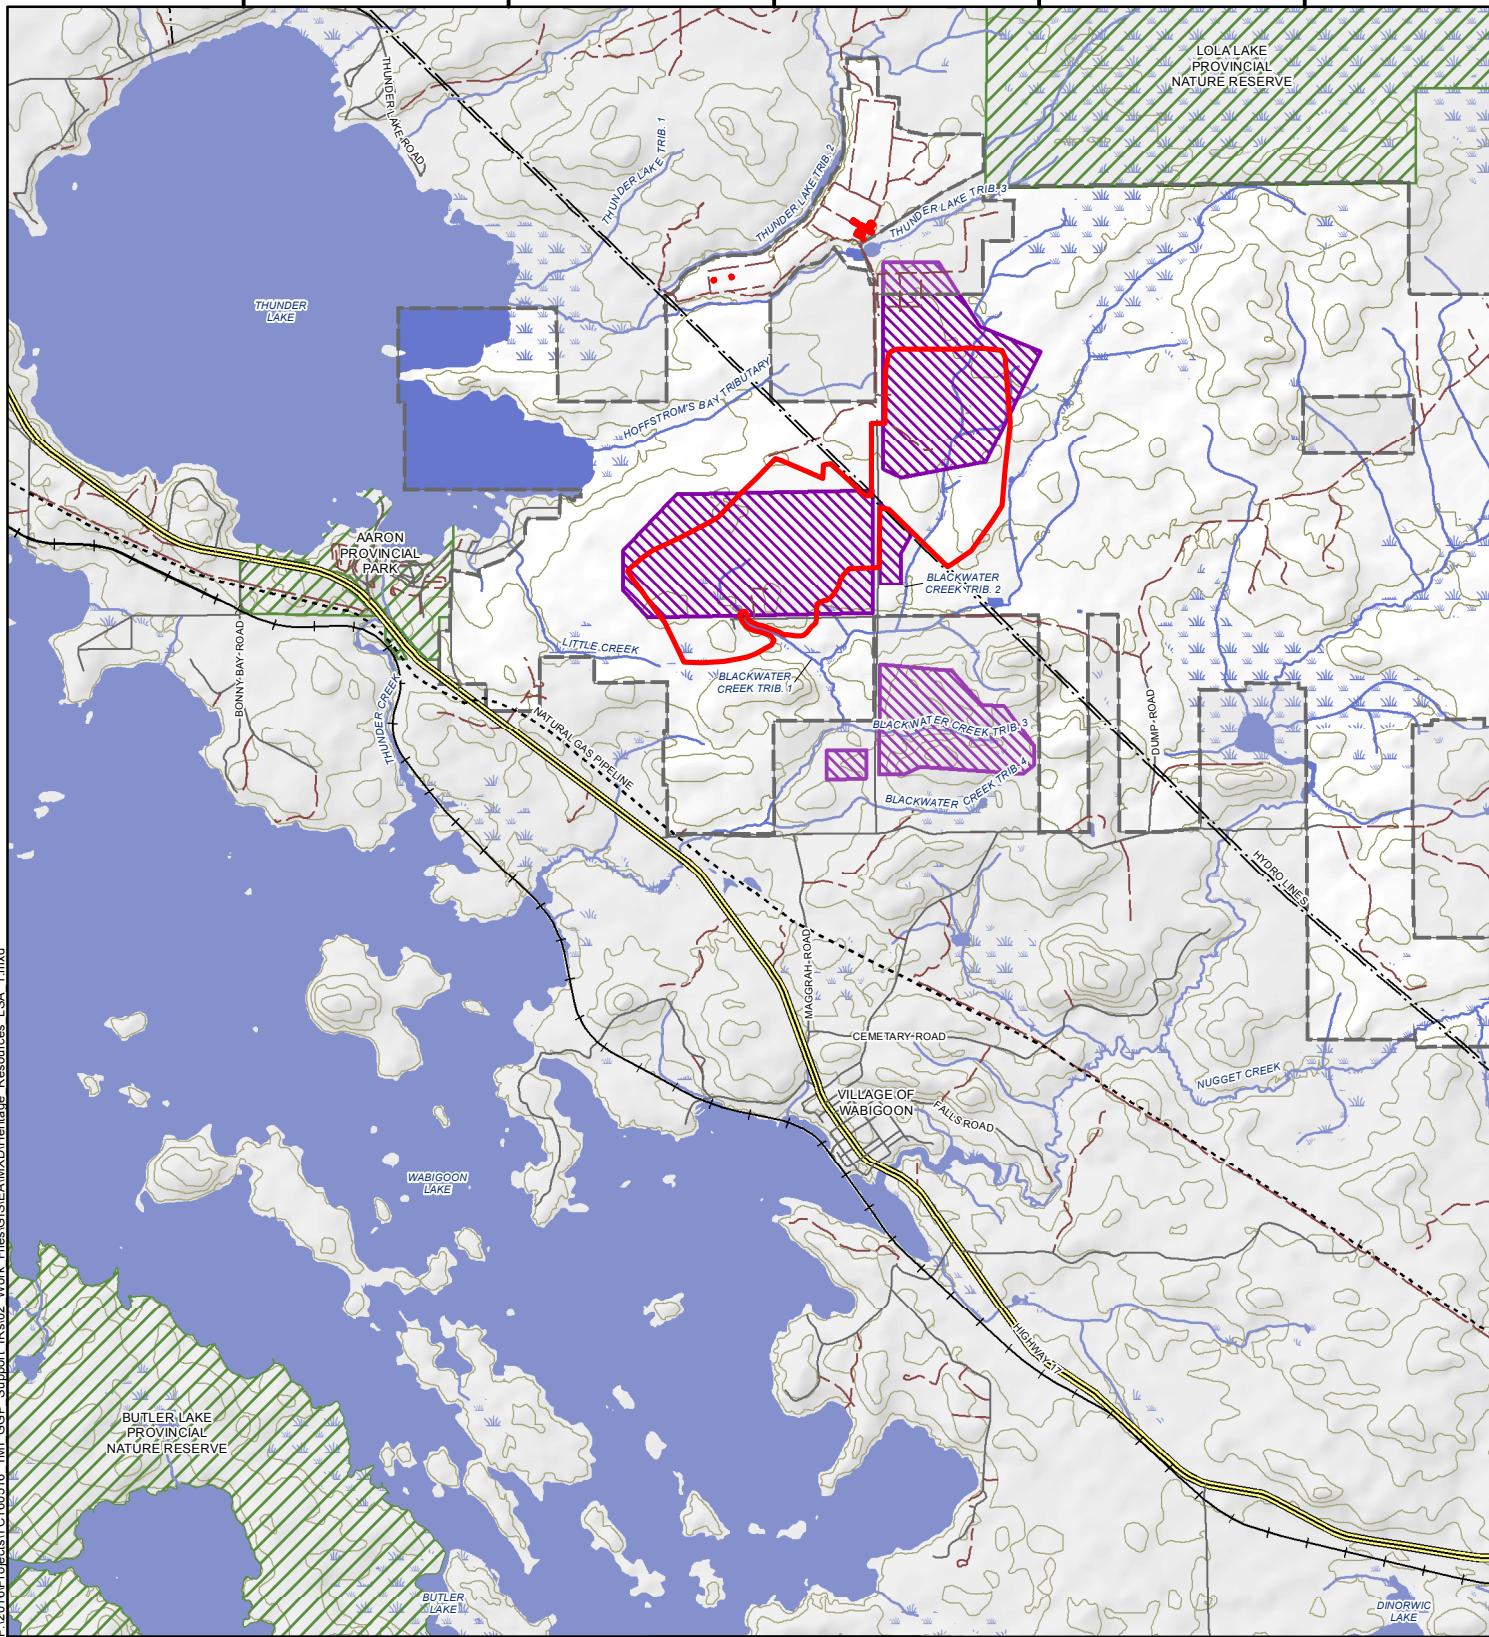 LOLA LAKE
PROVINCIAL
NATURE RESERVE
THUNDER LAKE ROAD
THUNDER LAKE TRIB. 1
THUNDER LAKE TRIB. 2
THUNDER LAKE TRIB. 3
THUNDER
LAKE
HOFFSTROM'S BAY TRIBUTARY
AARON
PROVINCIAL
PARK
BLACKWATER
CREEK TRIB. 2
BONNY BAY ROAD
LITTLE CREEK
BLACKWATER
CREEK TRIB. 1
THUNDER CREEK
NATURAL GAS PIPELINE
BLACKWATER CREEK TRIB. 3
DUMP ROAD
BLACKWATER CREEK TRIB. 4
HYDRO LINES
MAGGRAH ROAD
CEMETARY ROAD
NUGGET CREEK
VILLAGE OF
WABIGOON
FALLS ROAD
WABIGOON
LAKE
HIGHWAY 17
BUTLER LAKE
PROVINCIAL
NATURE RESERVE
BUTLER
LAKE
DINORWIC
LAKE